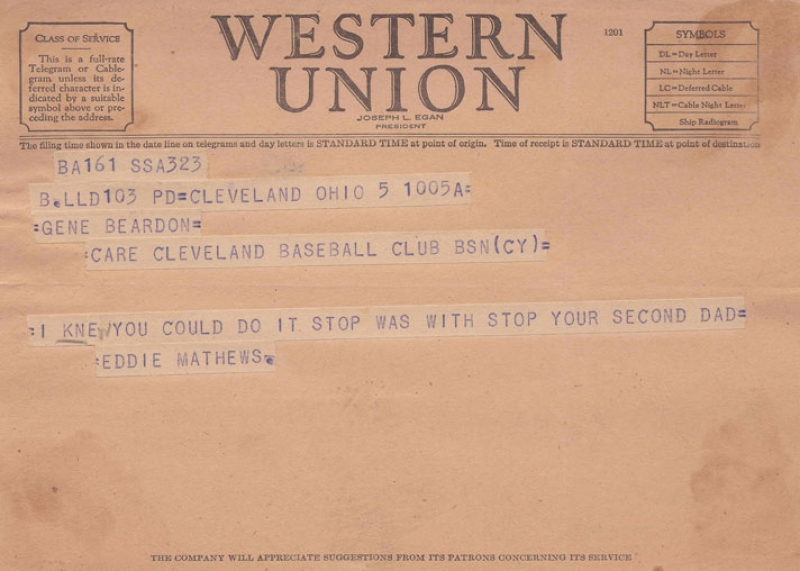 CLASS OF SERVICE
This is a full-rate
Telegram or Cable-
gram unless its de-
ferred character is in-
dicated by a suitable
symbol above or pre-
ceding the address.
WESTERN
UNION
JOSEPH L. EGAN
PRESIDENT
1201
SYMBOLS
DL=Day Letter
NL=Night Letter
LC=Deferred Cable
NLT=Cable Night Letter
Ship Radiogram
The filing time shown in the date line on telegrams and day letters is STANDARD TIME at point of origin. Time of receipt is STANDARD TIME at point of destination
BA161 SSA323
B.LLD103 PD=CLEVELAND OHIO 5 1005A=
=GENE BEARDON=
=CARE CLEVELAND BASEBALL CLUB BSN(CY)=
=I KNEW YOU COULD DO IT STOP WAS WITH STOP YOUR SECOND DAD=
=EDDIE MATHEWS.
THE COMPANY WILL APPRECIATE SUGGESTIONS FROM ITS PATRONS CONCERNING ITS SERVICE